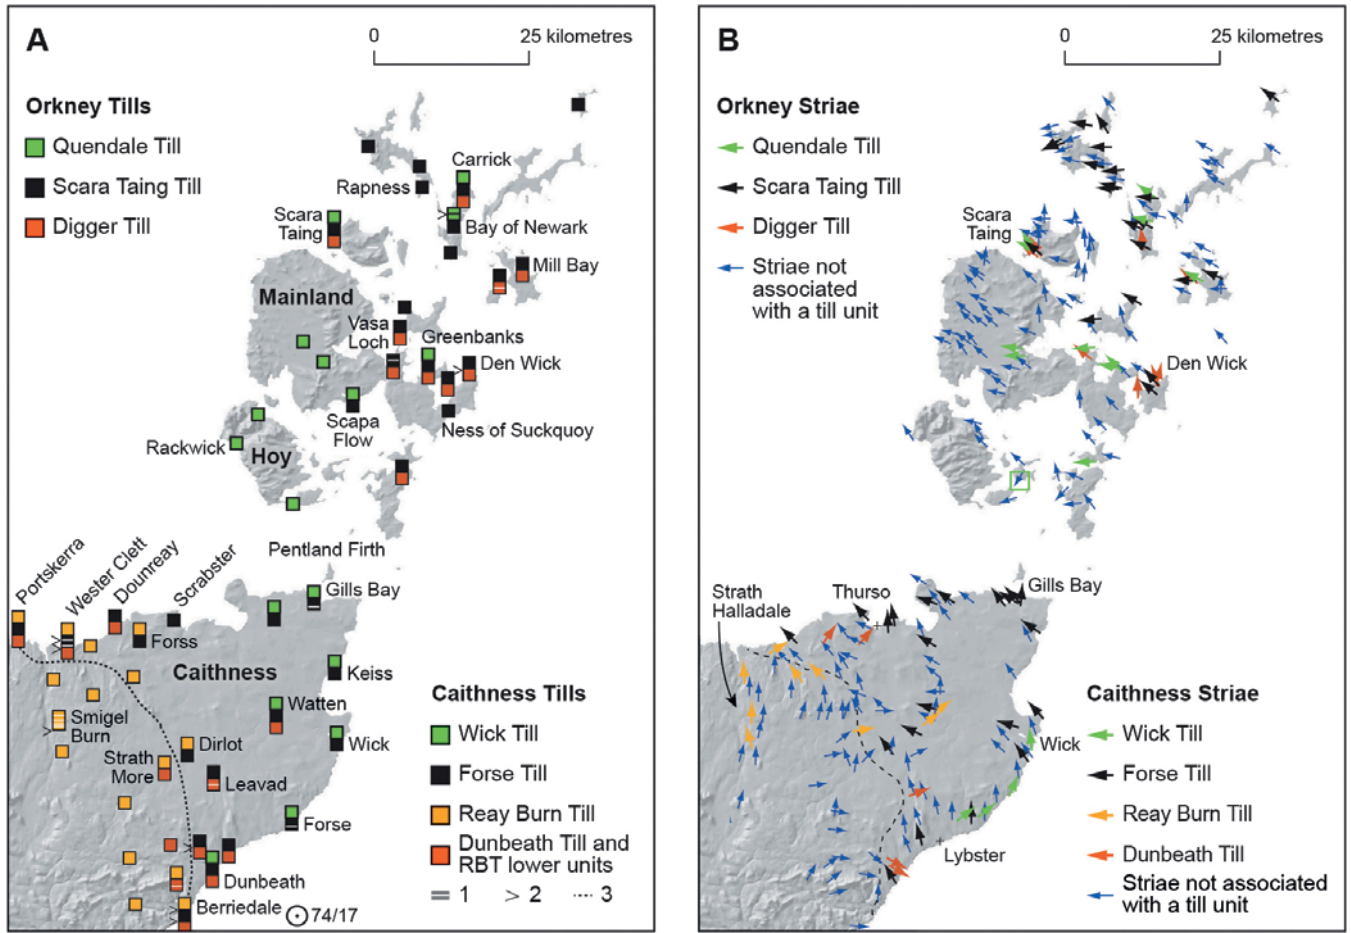 A
0
25 kilometres
Orkney Tills
Quendale Till
Scara Taing Till
Digger Till
Carrick
Rapness
Scara
Taing
Bay of Newark
Mill Bay
Mainland
Vasa
Loch
Greenbanks
Den Wick
Scapa
Flow
Ness of Suckquoy
Rackwick
Hoy
Pentland Firth
Portskerra
Wester Clett
Dounreay
Scrabster
Gills Bay
Forss
Caithness
Keiss
Watten
Smigel
Burn
Wick
Dirlot
Strath
More
Leavad
Forse
Dunbeath
Berriedale
74/17
Caithness Tills
Wick Till
Forse Till
Reay Burn Till
Dunbeath Till and
RBT lower units
1
> 2
3
B
0
25 kilometres
Orkney Striae
Quendale Till
Scara Taing Till
Digger Till
Striae not
associated
with a till unit
Scara
Taing
Den Wick
Strath
Halladale
Thurso
Gills Bay
Wick
Lybster
Caithness Striae
Wick Till
Forse Till
Reay Burn Till
Dunbeath Till
Striae not associated
with a till unit